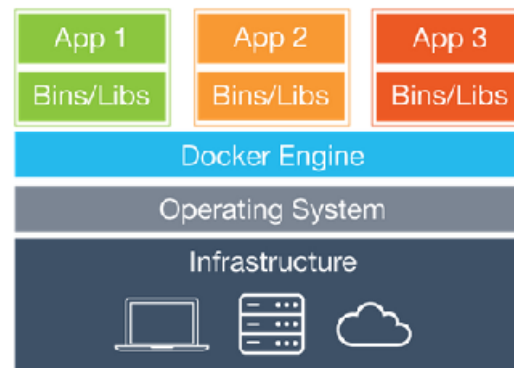 App 1
App 2
App 3
Bins/Libs
Bins/Libs
Bins/Libs
Docker Engine
Operating System
Infrastructure